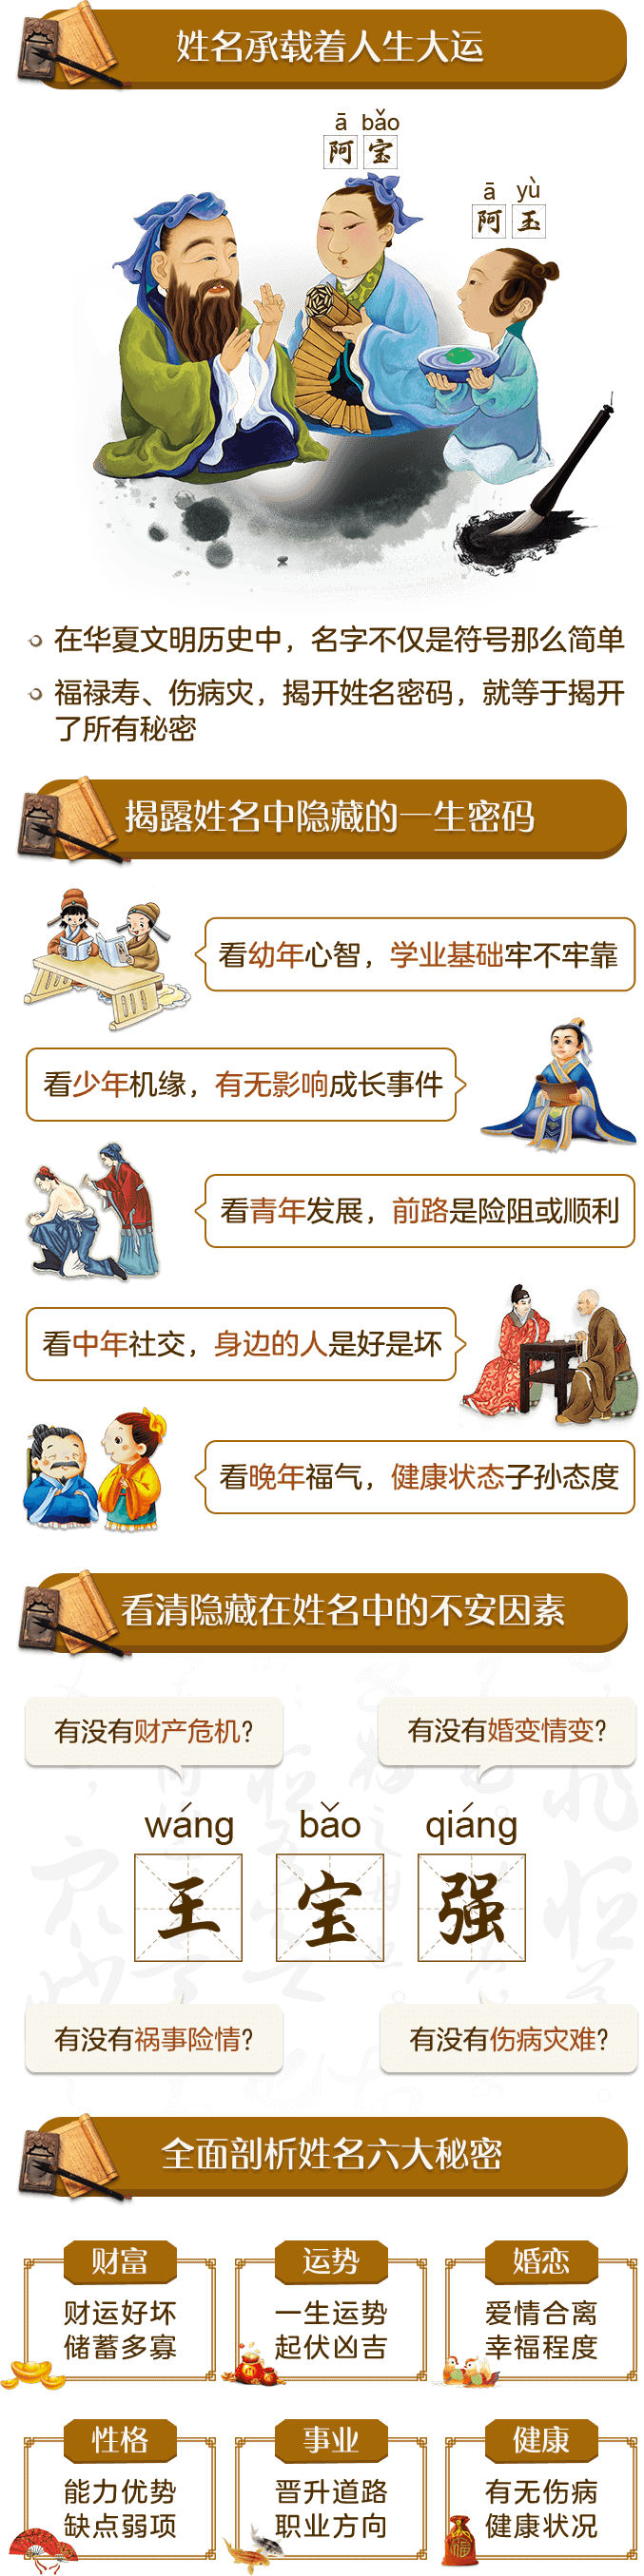 姓名承载着人生大运
ā bǎo
阿宝
ā yù
阿玉
在华夏文明历史中，名字不仅是符号那么简单
福禄寿、伤病灾，揭开姓名密码，就等于揭开
了所有秘密
揭露姓名中隐藏的一生密码
看幼年心智，学业基础牢不牢靠
看少年机缘，有无影响成长事件
看青年发展，前路是险阻或顺利
看中年社交，身边的人是好是坏
看晚年福气，健康状态子孙态度
看清隐藏在姓名中的不安因素
有没有财产危机？
有没有婚变情变？
wáng bǎo qiáng
王宝强
有没有祸事险情？
有没有伤病灾难？
全面剖析姓名六大秘密
财富
财运好坏
储蓄多寡
运势
一生运势
起伏凶吉
婚恋
爱情合离
幸福程度
性格
能力优势
缺点弱项
事业
晋升道路
职业方向
健康
有无伤病
健康状况
福